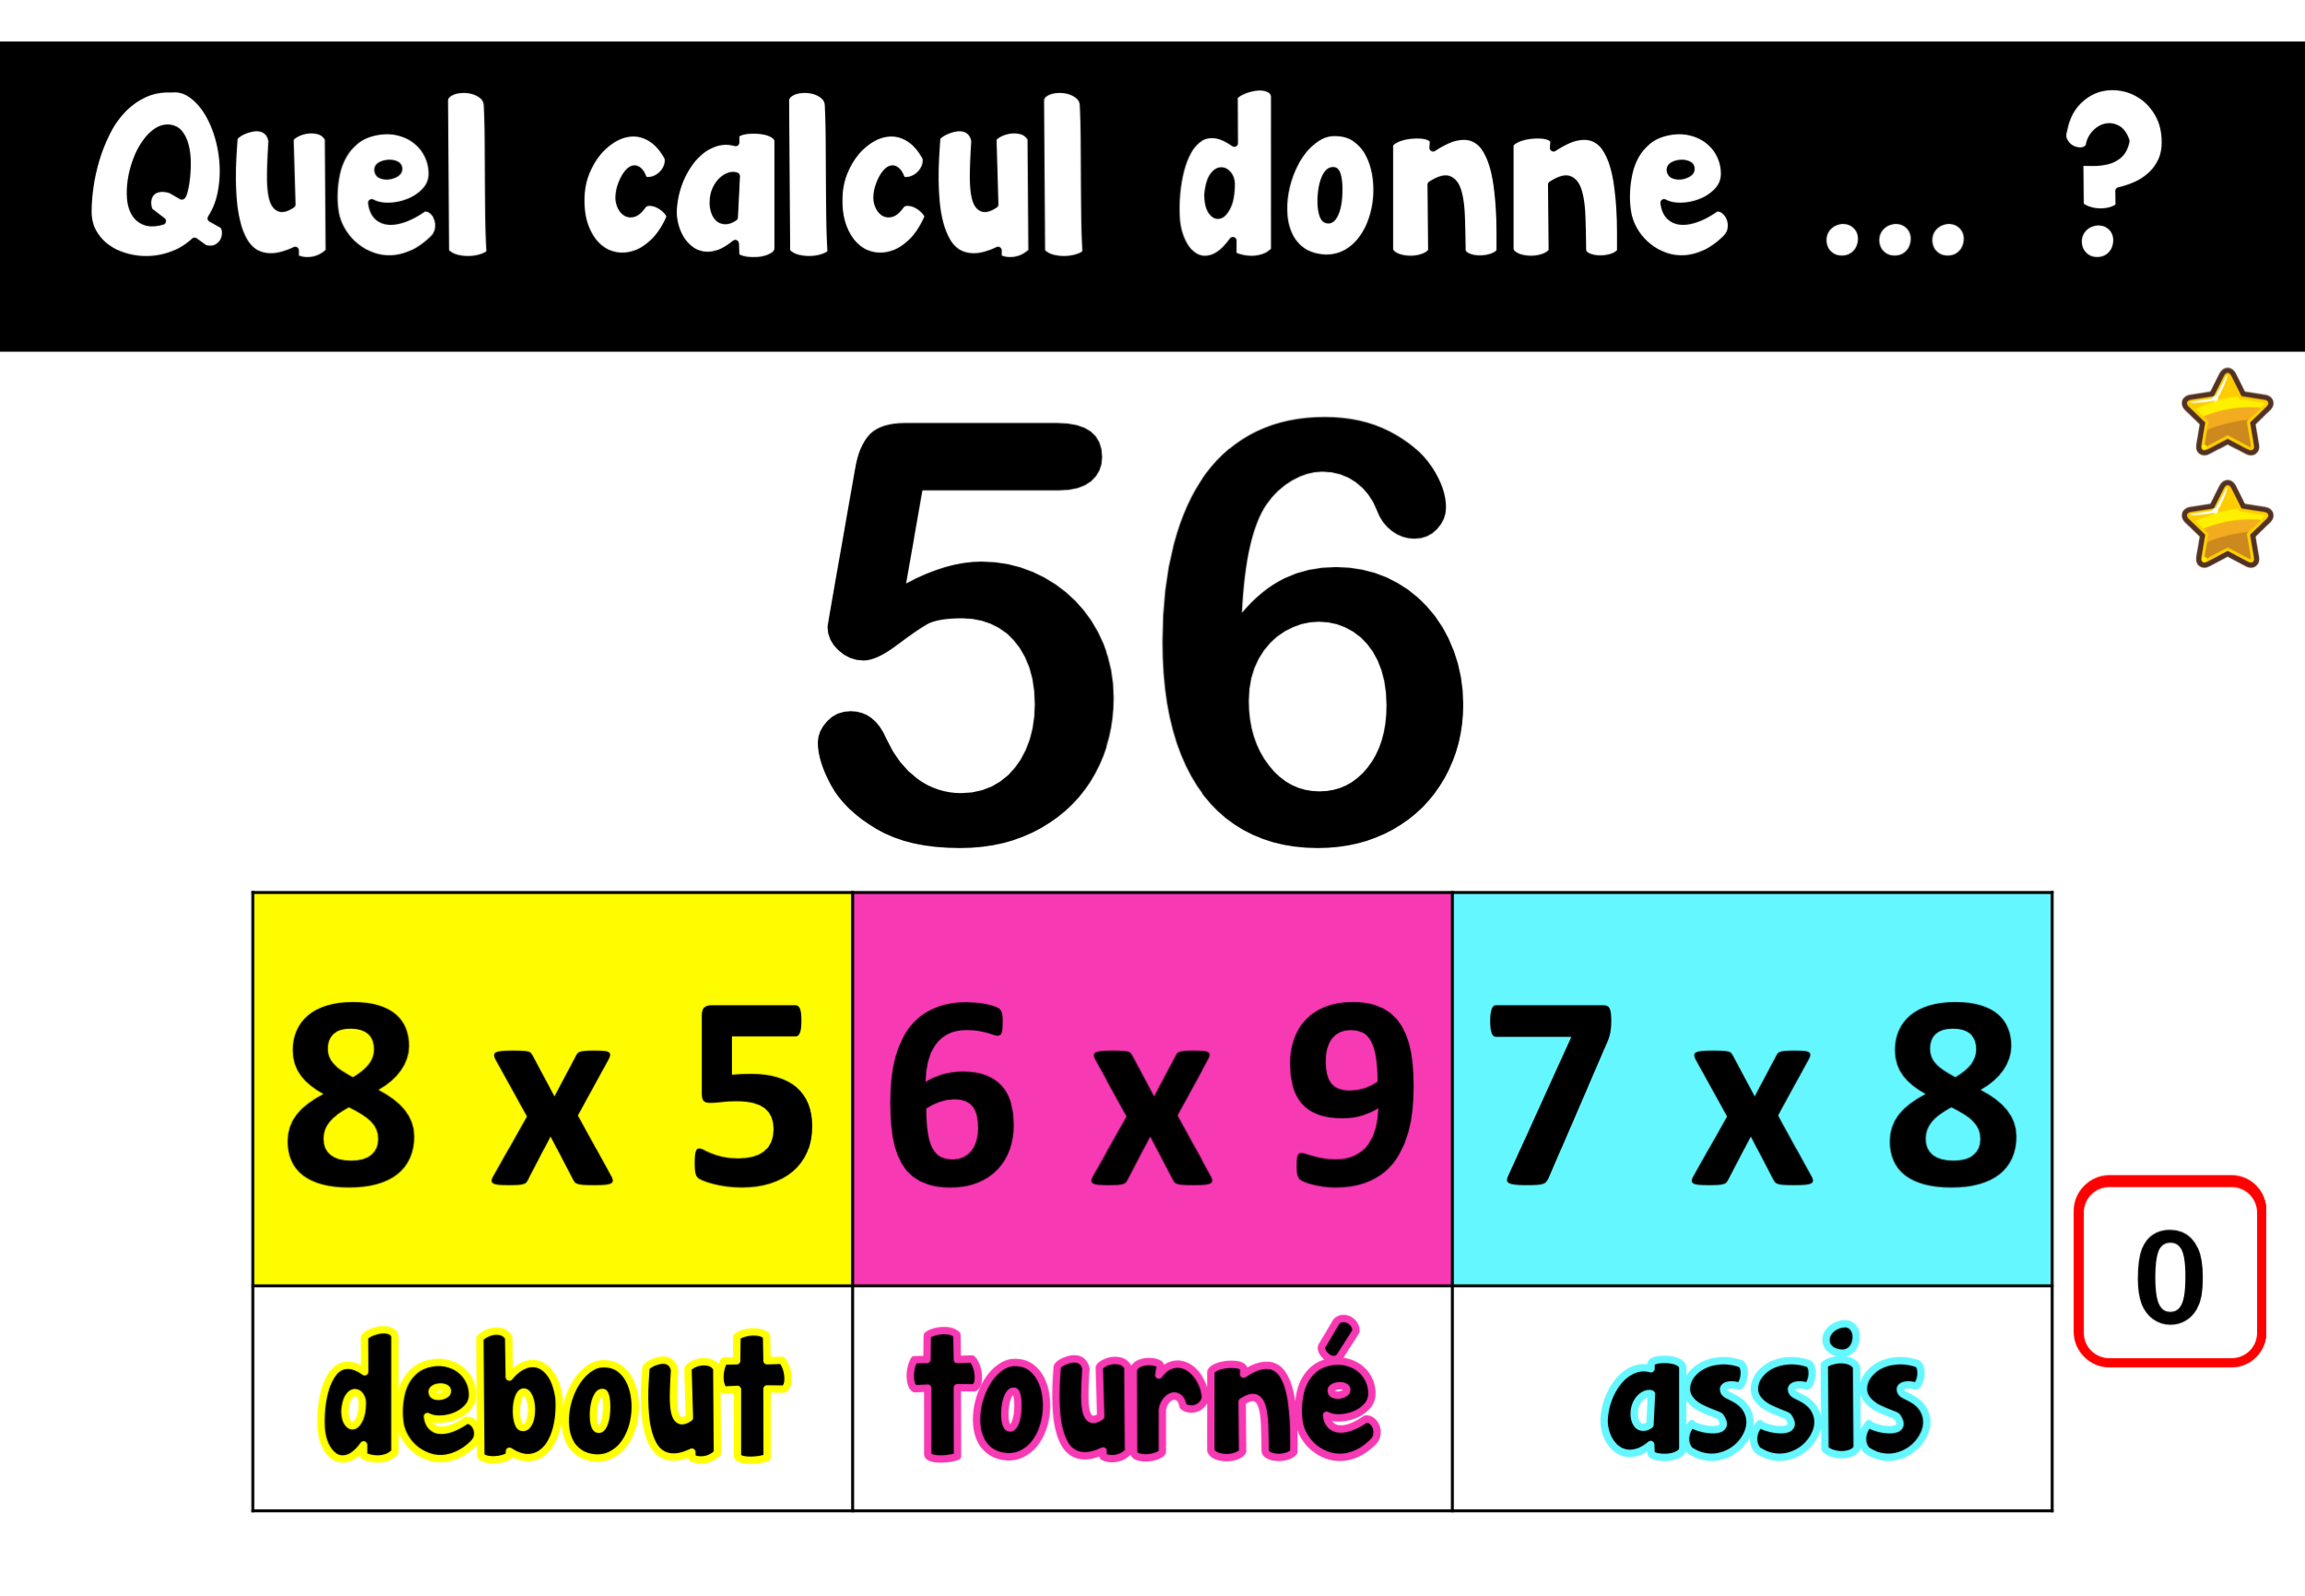 Quel calcul donne ... ?
56
8 x 5 6 x 9 7 x 8
0
debout tourné assis